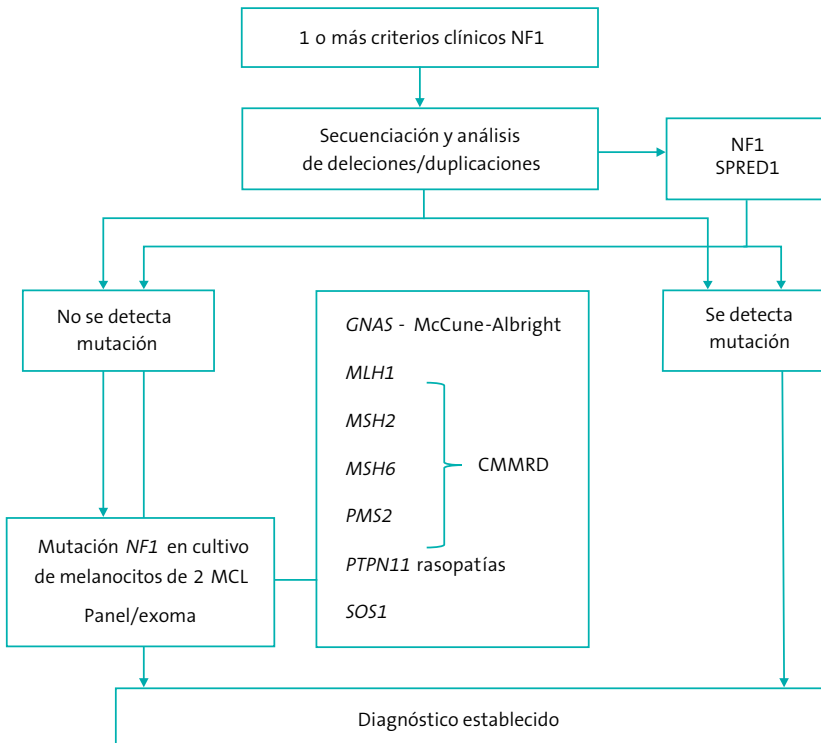 1 o más criterios clínicos NF1
Secuenciación y análisis
de deleciones/duplicaciones
NF1
SPRED1
No se detecta
mutación
GNAS - McCune-Albright
MLH1
MSH2
MSH6
PMS2
CMMRD
PTPN11 rasopatías
SOS1
Se detecta
mutación
Mutación NF1 en cultivo
de melanocitos de 2 MCL
Panel/exoma
Diagnóstico establecido